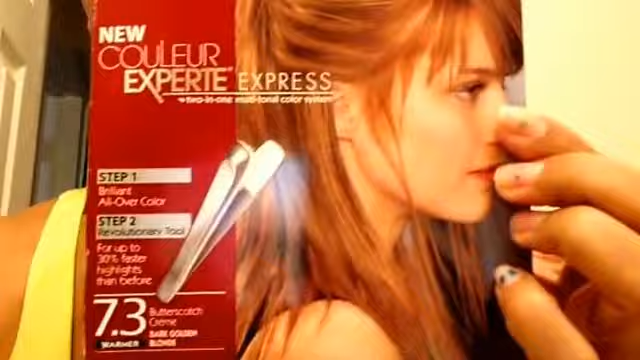 NEW
COULEUR
EXPERTE EXPRESS
two-in-one multi-tonal color system
STEP 1
Brilliant
All-Over Color
STEP 2
Revolutionary Tool
For up to
30% faster
highlights
than before
7.3 Butterscotch
Crème
WARMER DARK GOLDEN
BLONDE